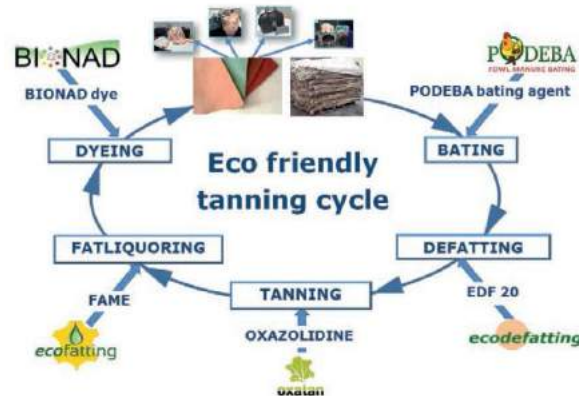 BIONAD
BIONAD dye
PODEBA
FOWL MANURE BATING
PODEBA bating agent
DYEING
BATING
Eco friendly
tanning cycle
FATLIQUORING
DEFATTING
TANNING
FAME
EDF 20
OXAZOLIDINE
ecofatting
ecodefatting
oxatan